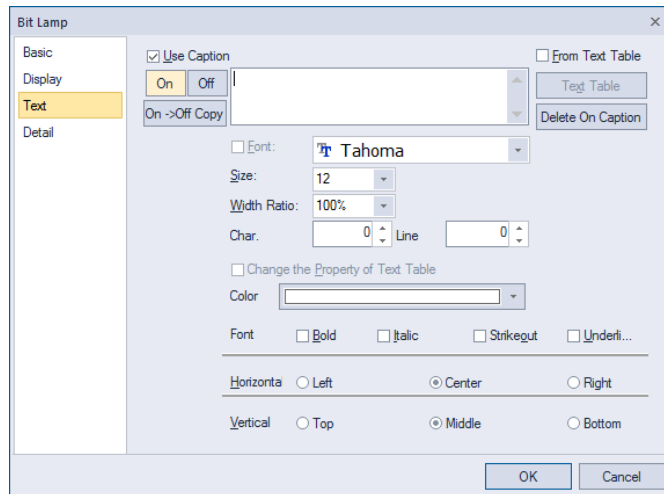 Bit Lamp
Basic
Display
Text
Detail
Use Caption
From Text Table
On Off
Text Table
On ->Off Copy
Delete On Caption
Font:
Tahoma
Size:
12
Width Ratio:
100%
Char.
0
Line
0
Change the Property of Text Table
Color
Font
Bold
Italic
Strikeout
Underli...
Horizonta
Left
Center
Right
Vertical
Top
Middle
Bottom
OK
Cancel